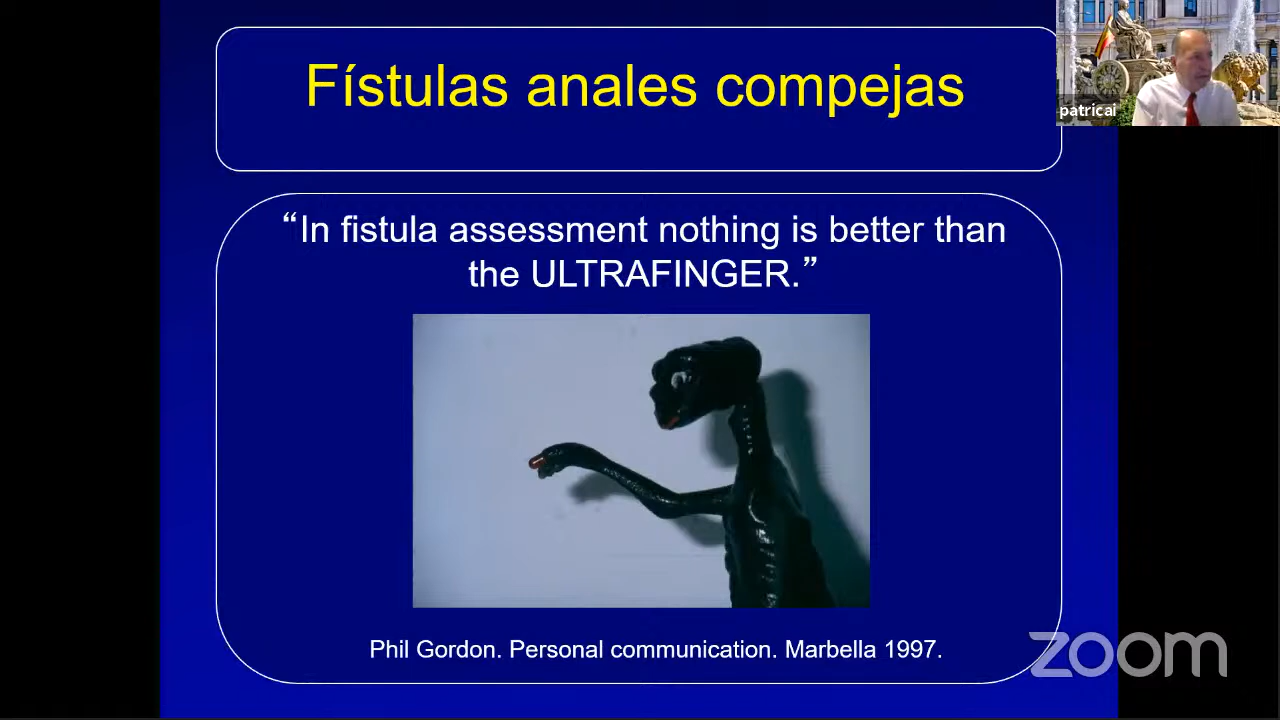 Fístulas anales compejas
patricai
“In fistula assessment nothing is better than
the ULTRAFINGER.”
Phil Gordon. Personal communication. Marbella 1997.
zoom